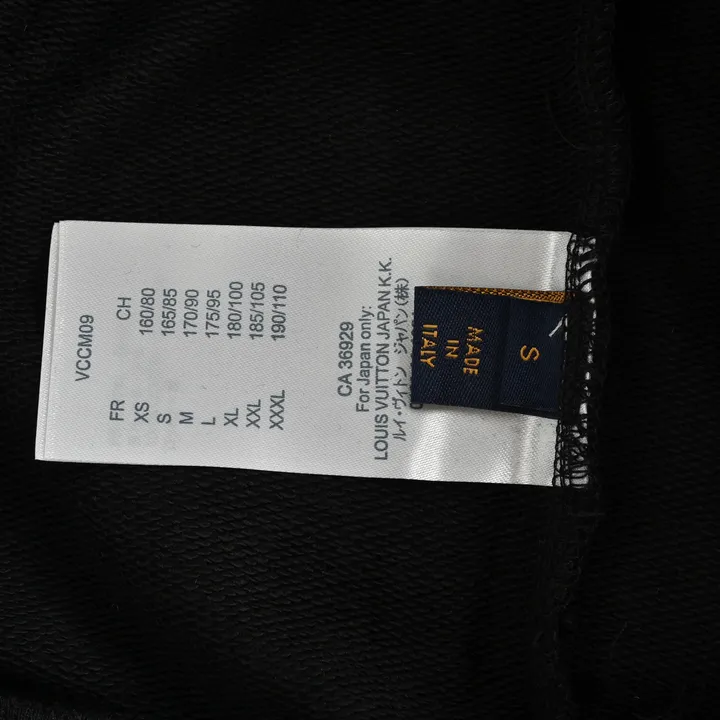 VCCM09
FR CH
XS 160/80
S 165/85
M 170/90
L 175/95
XL 180/100
XXL 185/105
XXXL 190/110
CA 36929
For Japan only:
LOUIS VUITTON JAPAN K.K.
ルイ・ヴィトン ジャパン(株)
S
MADE
IN
ITALY